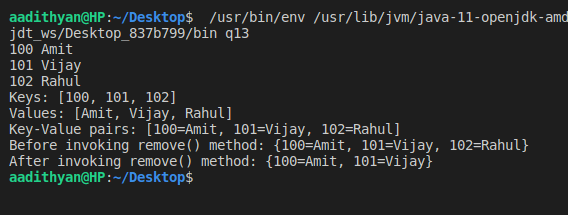 aadithyan@HP:~/Desktop$  /usr/bin/env /usr/lib/jvm/java-11-openjdk-amd
jdt_ws/Desktop_837b799/bin q13
100 Amit
101 Vijay
102 Rahul
Keys: [100, 101, 102]
Values: [Amit, Vijay, Rahul]
Key-Value pairs: [100=Amit, 101=Vijay, 102=Rahul]
Before invoking remove() method: {100=Amit, 101=Vijay, 102=Rahul}
After invoking remove() method: {100=Amit, 101=Vijay}
aadithyan@HP:~/Desktop$